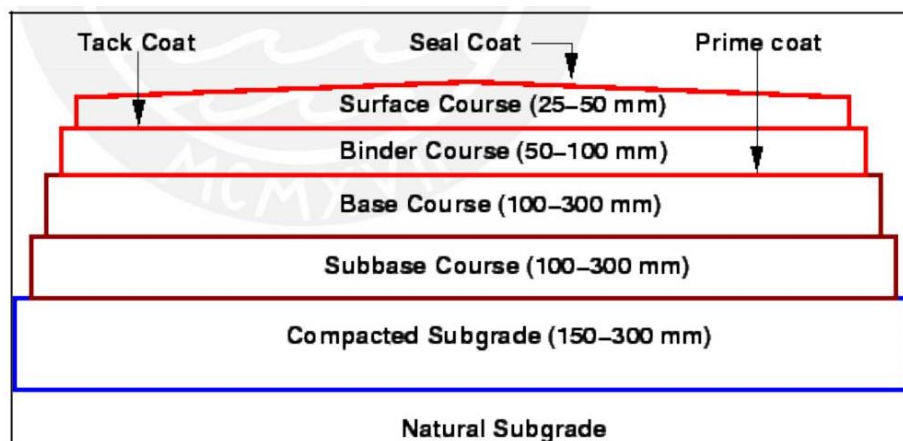 Tack Coat Seal Coat Prime coat
Surface Course (25–50 mm)
Binder Course (50–100 mm)
Base Course (100–300 mm)
Subbase Course (100–300 mm)
Compacted Subgrade (150–300 mm)
Natural Subgrade